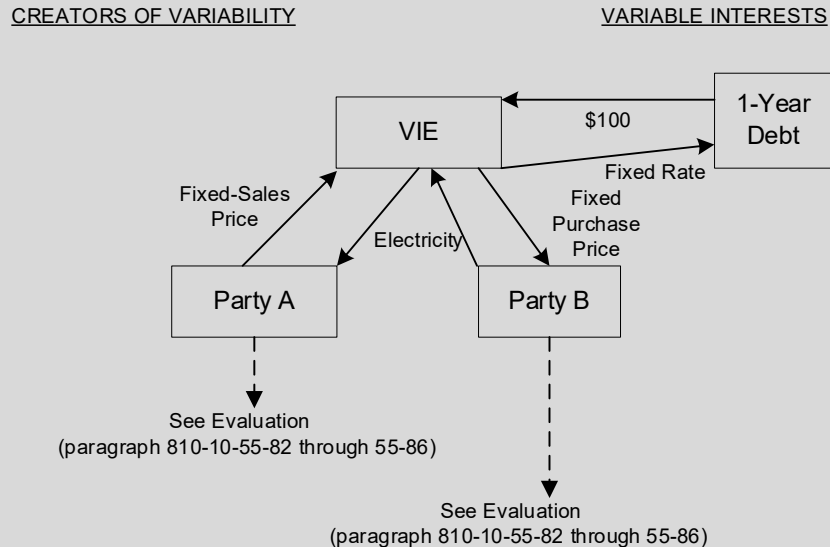 CREATORS OF VARIABILITY
VARIABLE INTERESTS
VIE
$100
1-Year
Debt
Fixed Rate
Fixed-Sales
Price
Electricity
Fixed
Purchase
Price
Party A
Party B
See Evaluation
(paragraph 810-10-55-82 through 55-86)
See Evaluation
(paragraph 810-10-55-82 through 55-86)